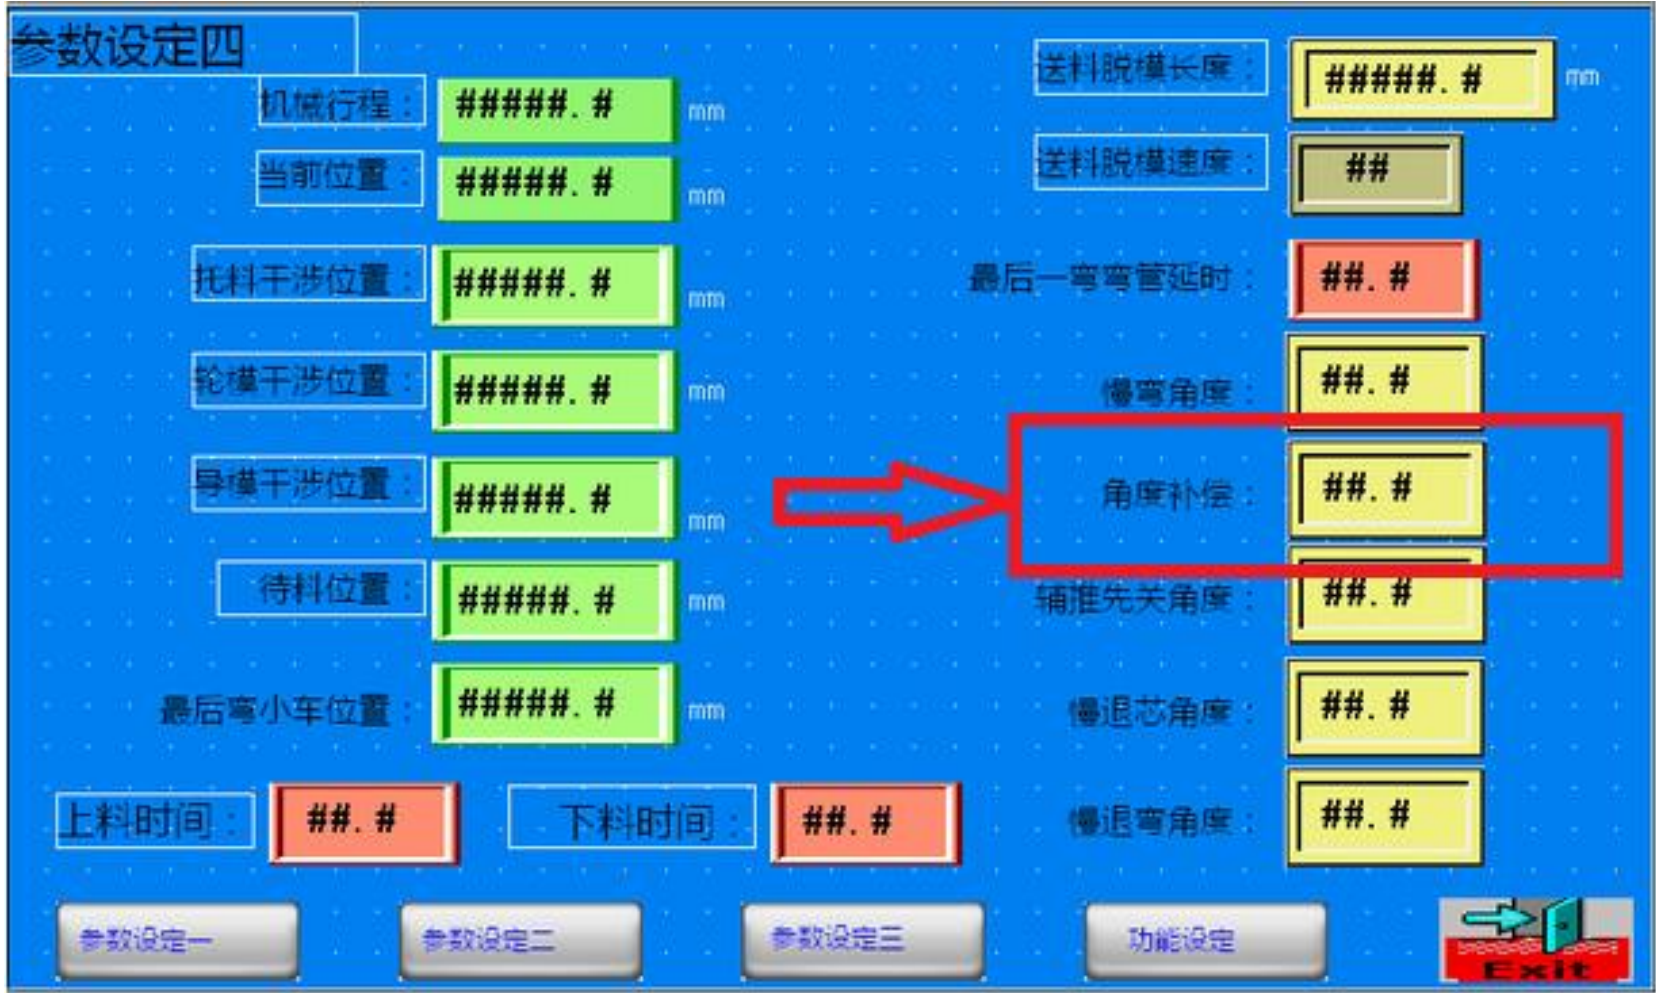 参数设定四
机械行程： #####.# mm
当前位置： #####.# mm
托料干涉位置： #####.# mm
轮模干涉位置： #####.# mm
导模干涉位置： #####.# mm
待料位置： #####.# mm
最后弯小车位置： #####.# mm
上料时间： ##.#
下料时间： ##.#
送料脱模长度： #####.# mm
送料脱模速度： ##
最后一弯弯管延时： ##.#
慢弯角度： ##.#
角度补偿： ##.#
辅推先关角度： ##.#
慢退芯角度： ##.#
慢退弯角度： ##.#
参数设定一
参数设定二
参数设定三
功能设定
Exit